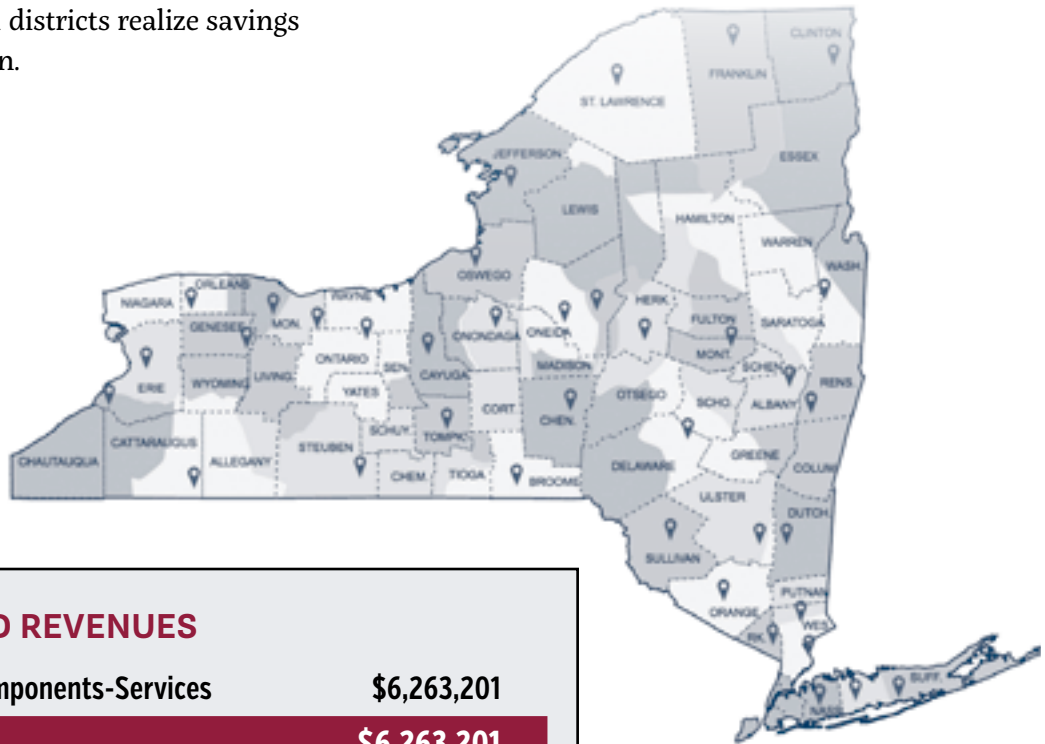 districts realize savings
n.
CLINTON
FRANKLIN
ST. LAWRENCE
ESSEX
JEFFERSON
LEWIS
HAMILTON
WARREN
WASH.
OSWEGO
ORLEANS
NIAGARA
WAYNE
HERK.
GENESEE
MON.
FULTON
SARATOGA
ONONDAGA
ONEIDA
MONT.
SCHEN.
ONTARIO
SEN.
CAYUGA
MADISON
ERIE
WYOMING
LIVING.
RENS.
YATES
OTSEGO
SCHO.
ALBANY
CORT.
CHEN.
SCHUY.
TOMPK.
CATTARAUGUS
STEUBEN
CHAUTAUQUA
ALLEGANY
GREENE
DELAWARE
COLUM
CHEM.
TIOGA
BROOME
ULSTER
DUTCH.
SULLIVAN
PUTNAM
ORANGE
WES.
RK.
SUFF.
NASS.
D REVENUES
mponents-Services $6,263,201
$6,263,201